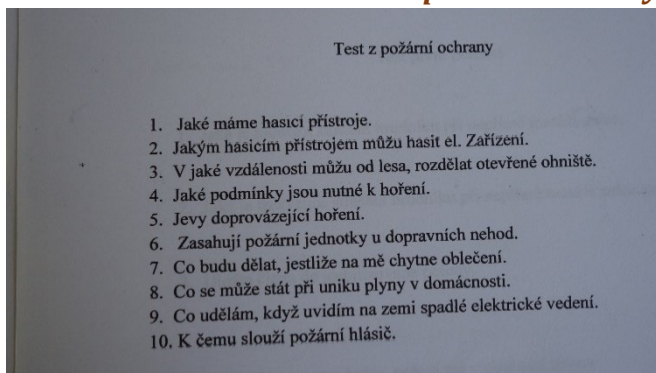 Test z požární ochrany
1. Jaké máme hasicí přístroje.
2. Jakým hasicím přístrojem můžu hasit el. Zařízení.
3. V jaké vzdálenosti můžu od lesa, rozdělat otevřené ohniště.
4. Jaké podmínky jsou nutné k hoření.
5. Jevy doprovázející hoření.
6. Zasahují požární jednotky u dopravních nehod.
7. Co budu dělat, jestliže na mě chytne oblečení.
8. Co se může stát při uniku plyny v domácnosti.
9. Co udělám, když uvidím na zemi spadlé elektrické vedení.
10. K čemu slouží požární hlásič.